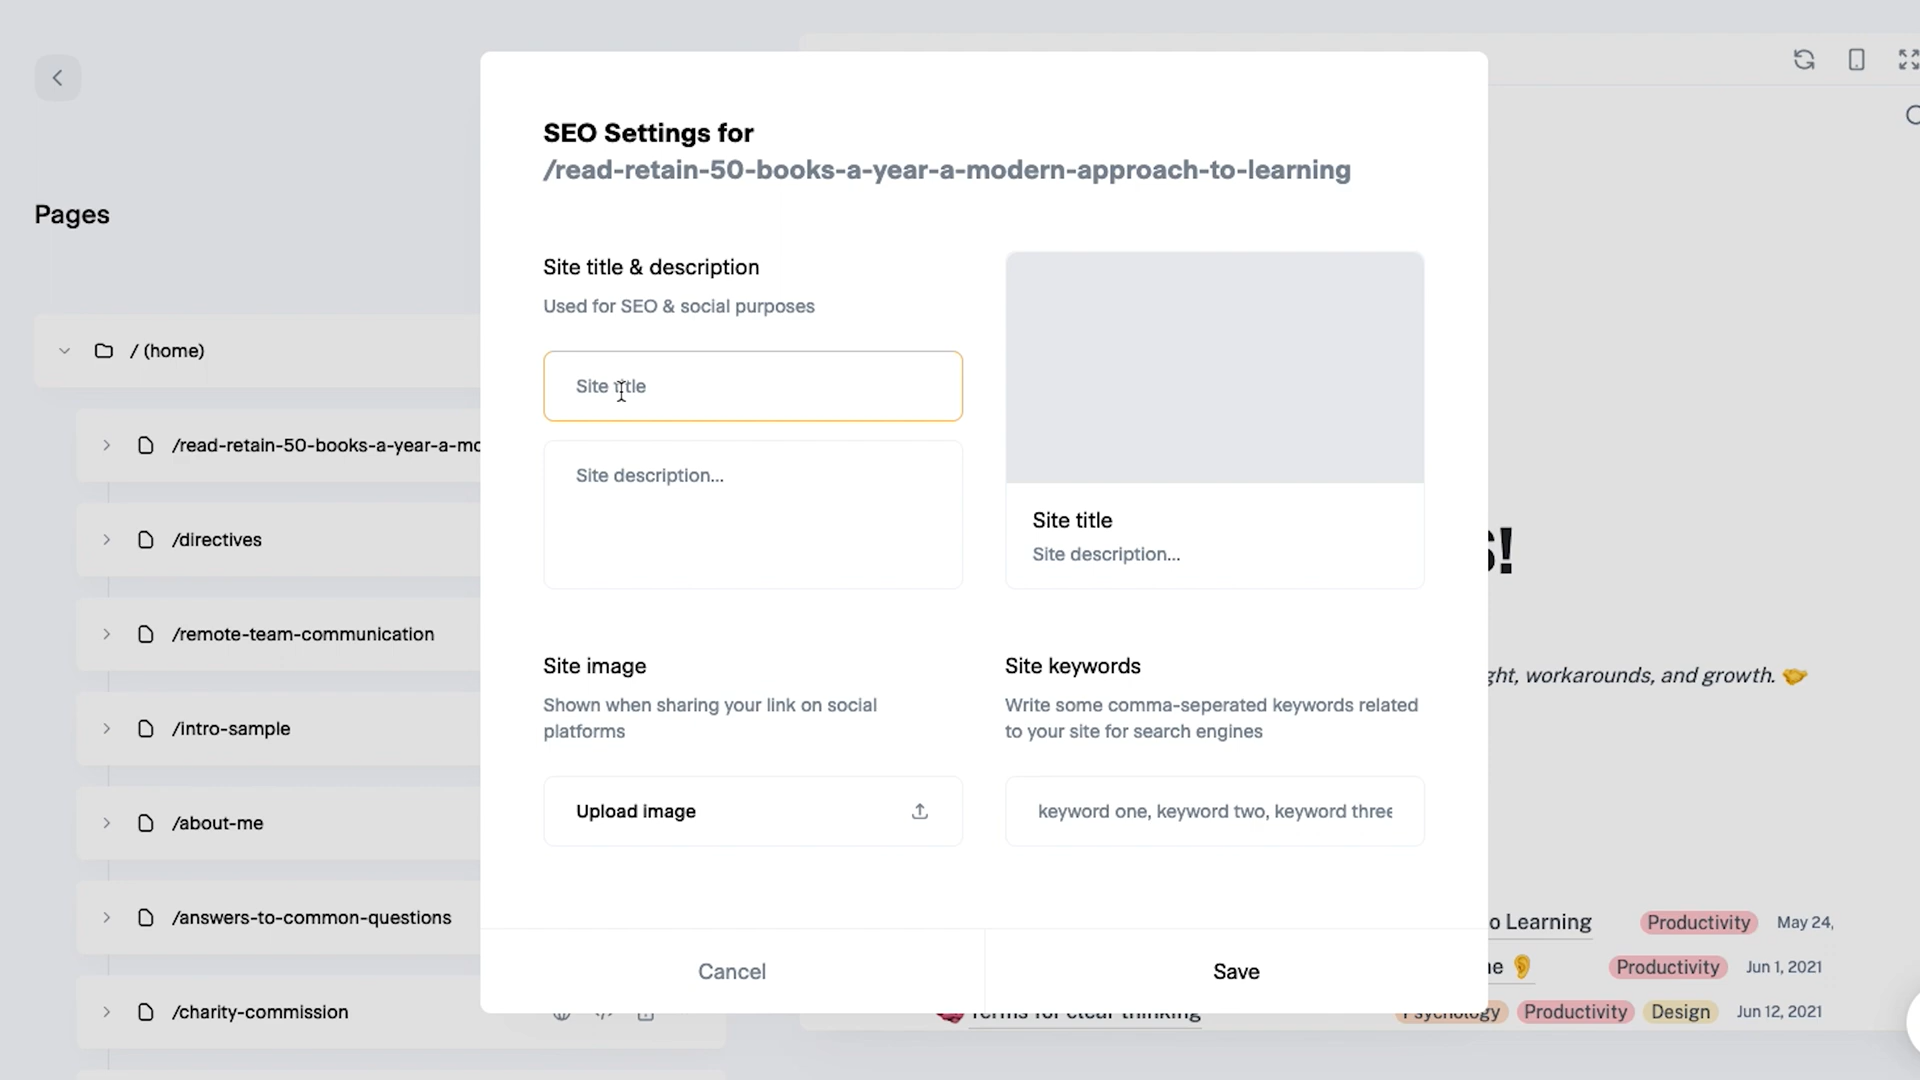 SEO Settings for
/read-retain-50-books-a-year-a-modern-approach-to-learning
Pages
Site title & description
Used for SEO & social purposes
/ (home)
Site title
/read-retain-50-books-a-year-a-mo
Site description...
Site title
Site description...
/directives
s!
/remote-team-communication
Site image
Shown when sharing your link on social
platforms
Site keywords
Write some comma-seperated keywords related
to your site for search engines
ght, workarounds, and growth.
/intro-sample
Upload image
keyword one, keyword two, keyword three
/about-me
/answers-to-common-questions
o Learning Productivity May 24,
Cancel
Save
Productivity Jun 1, 2021
/charity-commission
Terms for clear thinking Psychology Productivity Design Jun 12, 2021